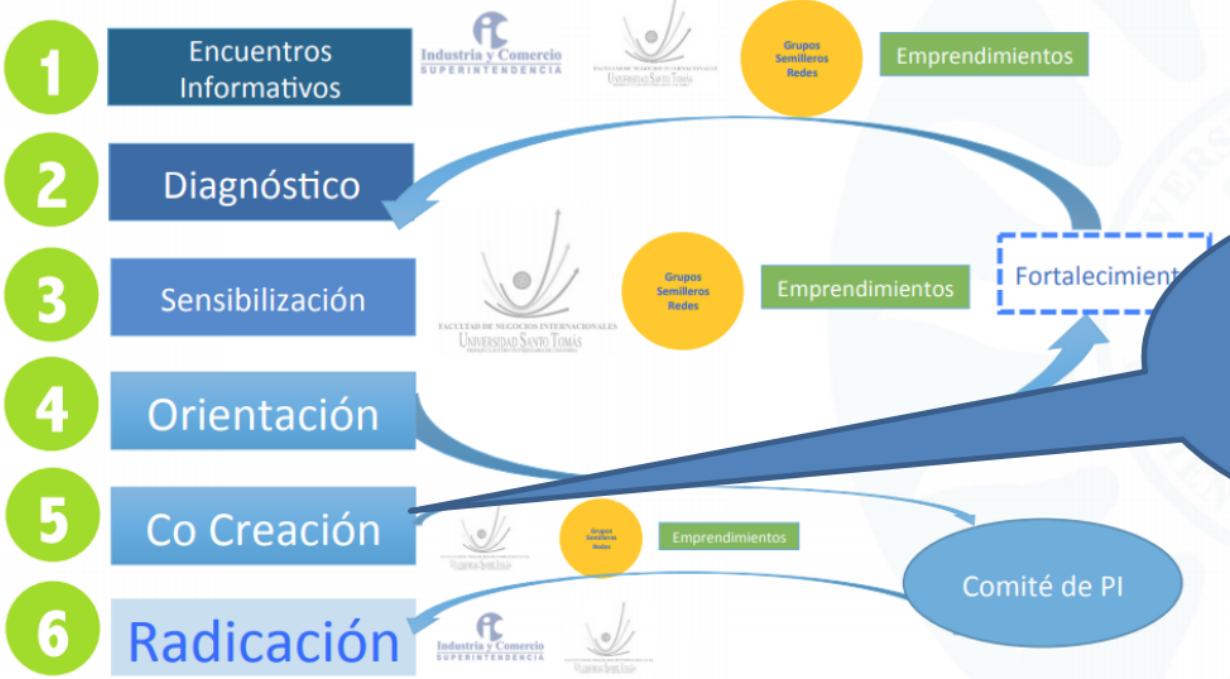 1
Encuentros
Informativos
Industria y Comercio
SUPERINTENDENCIA
UNIVERSIDAD SANTO TOMÁS
Grupos
Semilleros
Redes
Emprendimientos
2
Diagnóstico
3
Sensibilización
FACULTAD DE NEGOCIOS INTERNACIONALES
UNIVERSIDAD SANTO TOMÁS
Grupos
Semilleros
Redes
Emprendimientos
Fortalecimient
4
Orientación
5
Co Creación
Grupos
Semilleros
Redes
Emprendimientos
Comité de PI
6
Radicación
Industria y Comercio
SUPERINTENDENCIA